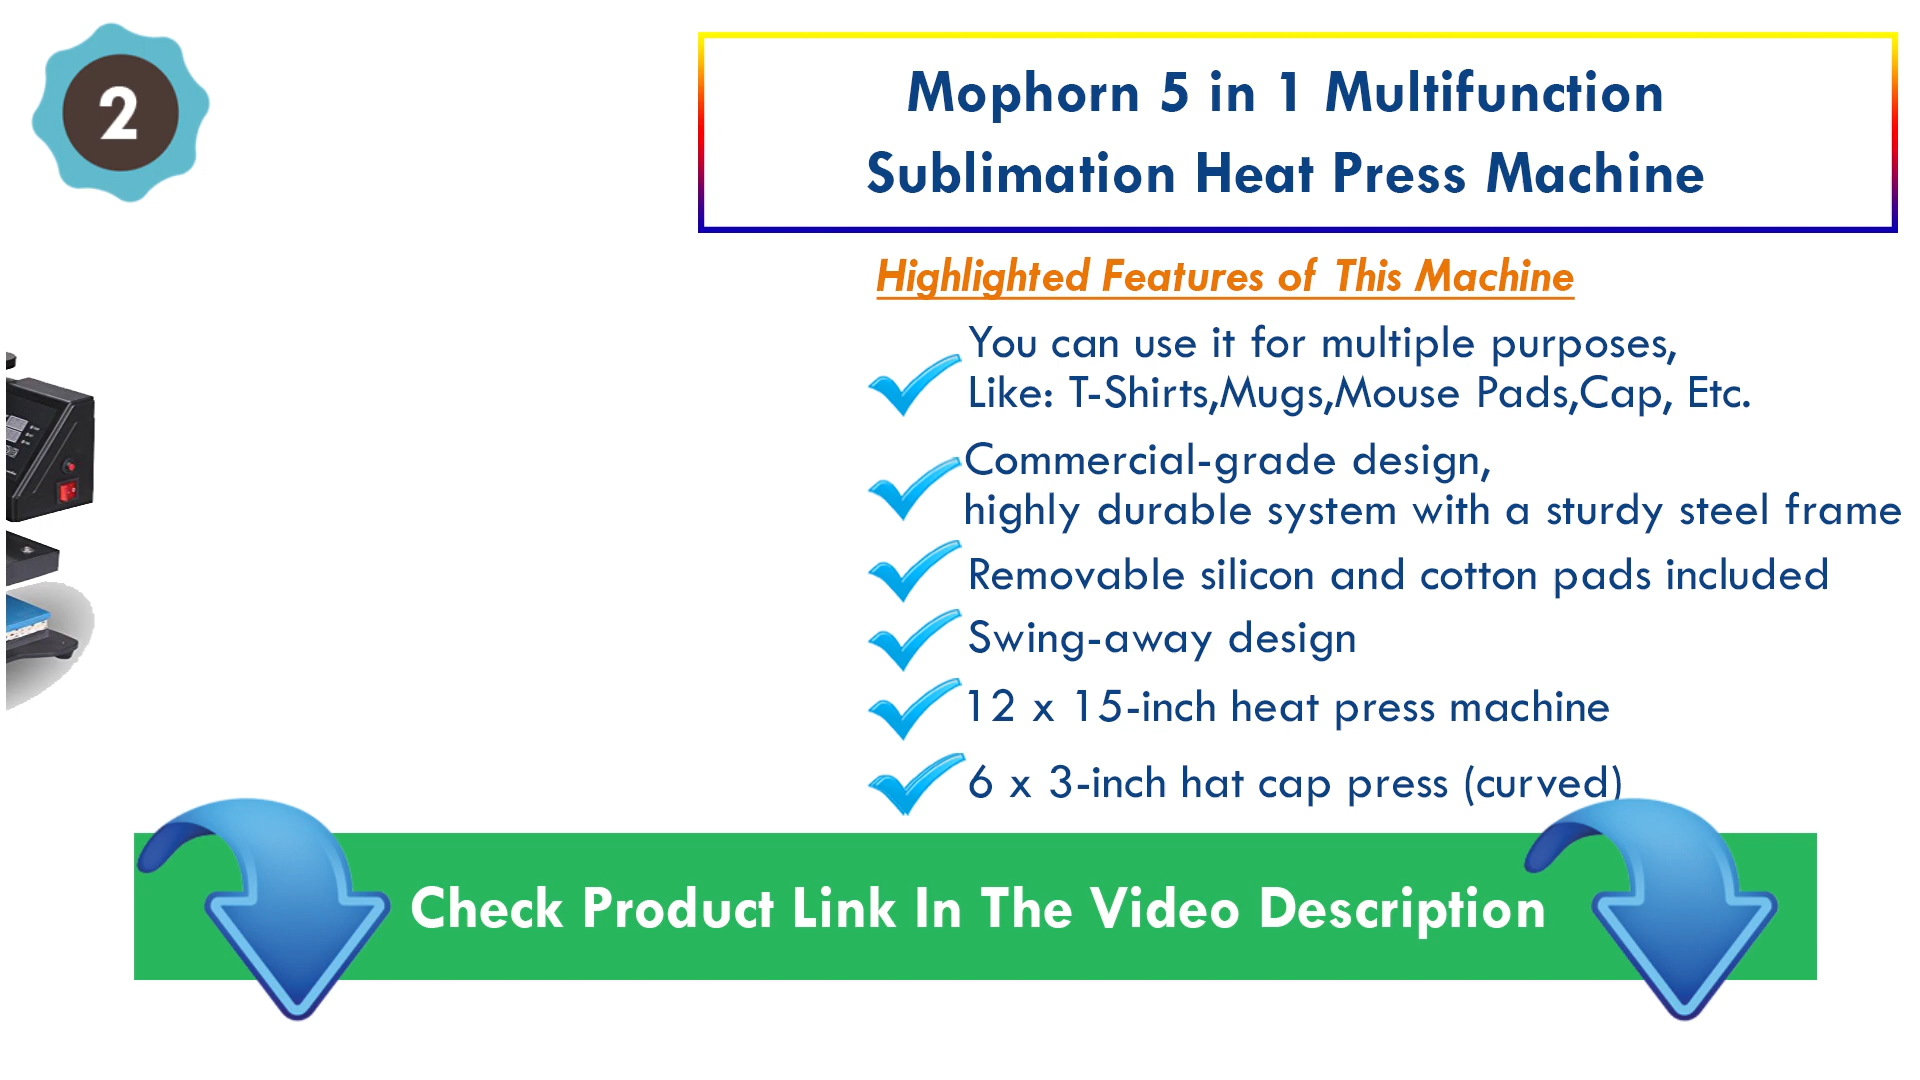 2
Mophorn 5 in 1 Multifunction
Sublimation Heat Press Machine
Highlighted Features of This Machine
You can use it for multiple purposes,
Like: T-Shirts,Mugs,Mouse Pads,Cap, Etc.
Commercial-grade design,
highly durable system with a sturdy steel frame
Removable silicon and cotton pads included
Swing-away design
12 x 15-inch heat press machine
6 x 3-inch hat cap press (curved)
Check Product Link In The Video Description